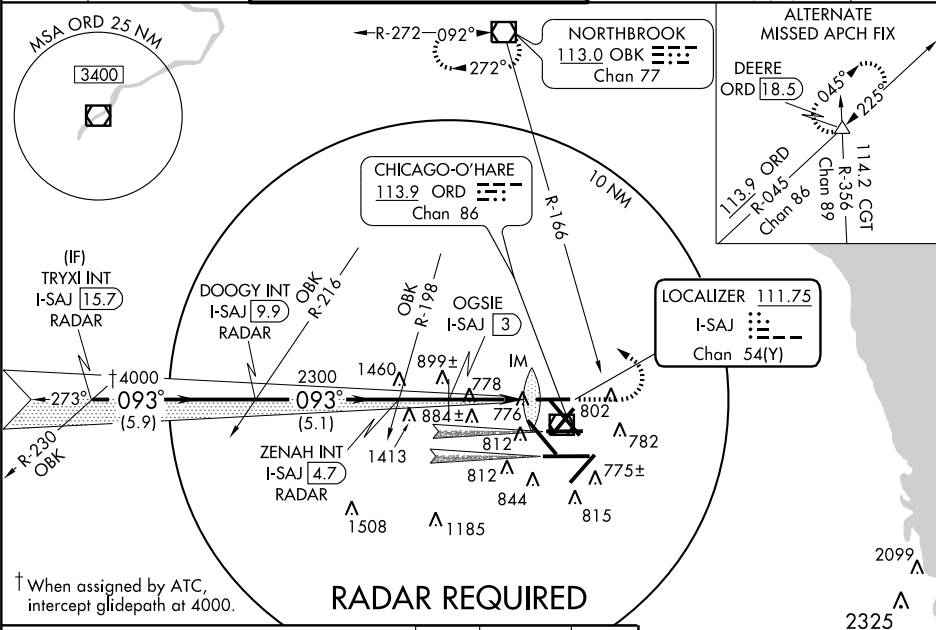 MSA ORD 25 NM
3400
R-272
092°
272°
NORTHBROOK
113.0 OBK
Chan 77
ALTERNATE
MISSED APCH FIX
DEERE
ORD 18.5
045°
225°
113.9 ORD
R-045
Chan 86
114.2 CGT
R-356
Chan 89
CHICAGO-O'HARE
113.9 ORD
Chan 86
10 NM
R-166
(IF)
TRYXI INT
I-SAJ 15.7
RADAR
DOOGY INT
I-SAJ 9.9
RADAR
OBK
R-216
OBK
R-198
OGSIE
I-SAJ 3
LOCALIZER 111.75
I-SAJ
Chan 54(Y)
IM
†4000
2300
1460
899±
778
273°
093°
093°
(5.9)
(5.1)
884±
776
802
R-230
OBK
ZENAH INT
I-SAJ 4.7
RADAR
1413
812
782
812
844
775±
815
1508
1185
2099
2325
† When assigned by ATC,
intercept glidepath at 4000.
RADAR REQUIRED